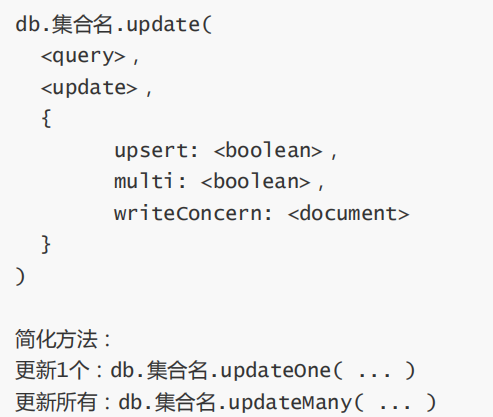 db.集合名.update(
<query>，
<update>，
{
upsert: <boolean>，
multi: <boolean>，
writeConcern: <document>
}
)
简化方法：
更新1个：db.集合名.updateOne( ... )
更新所有：db.集合名.updateMany( ... )